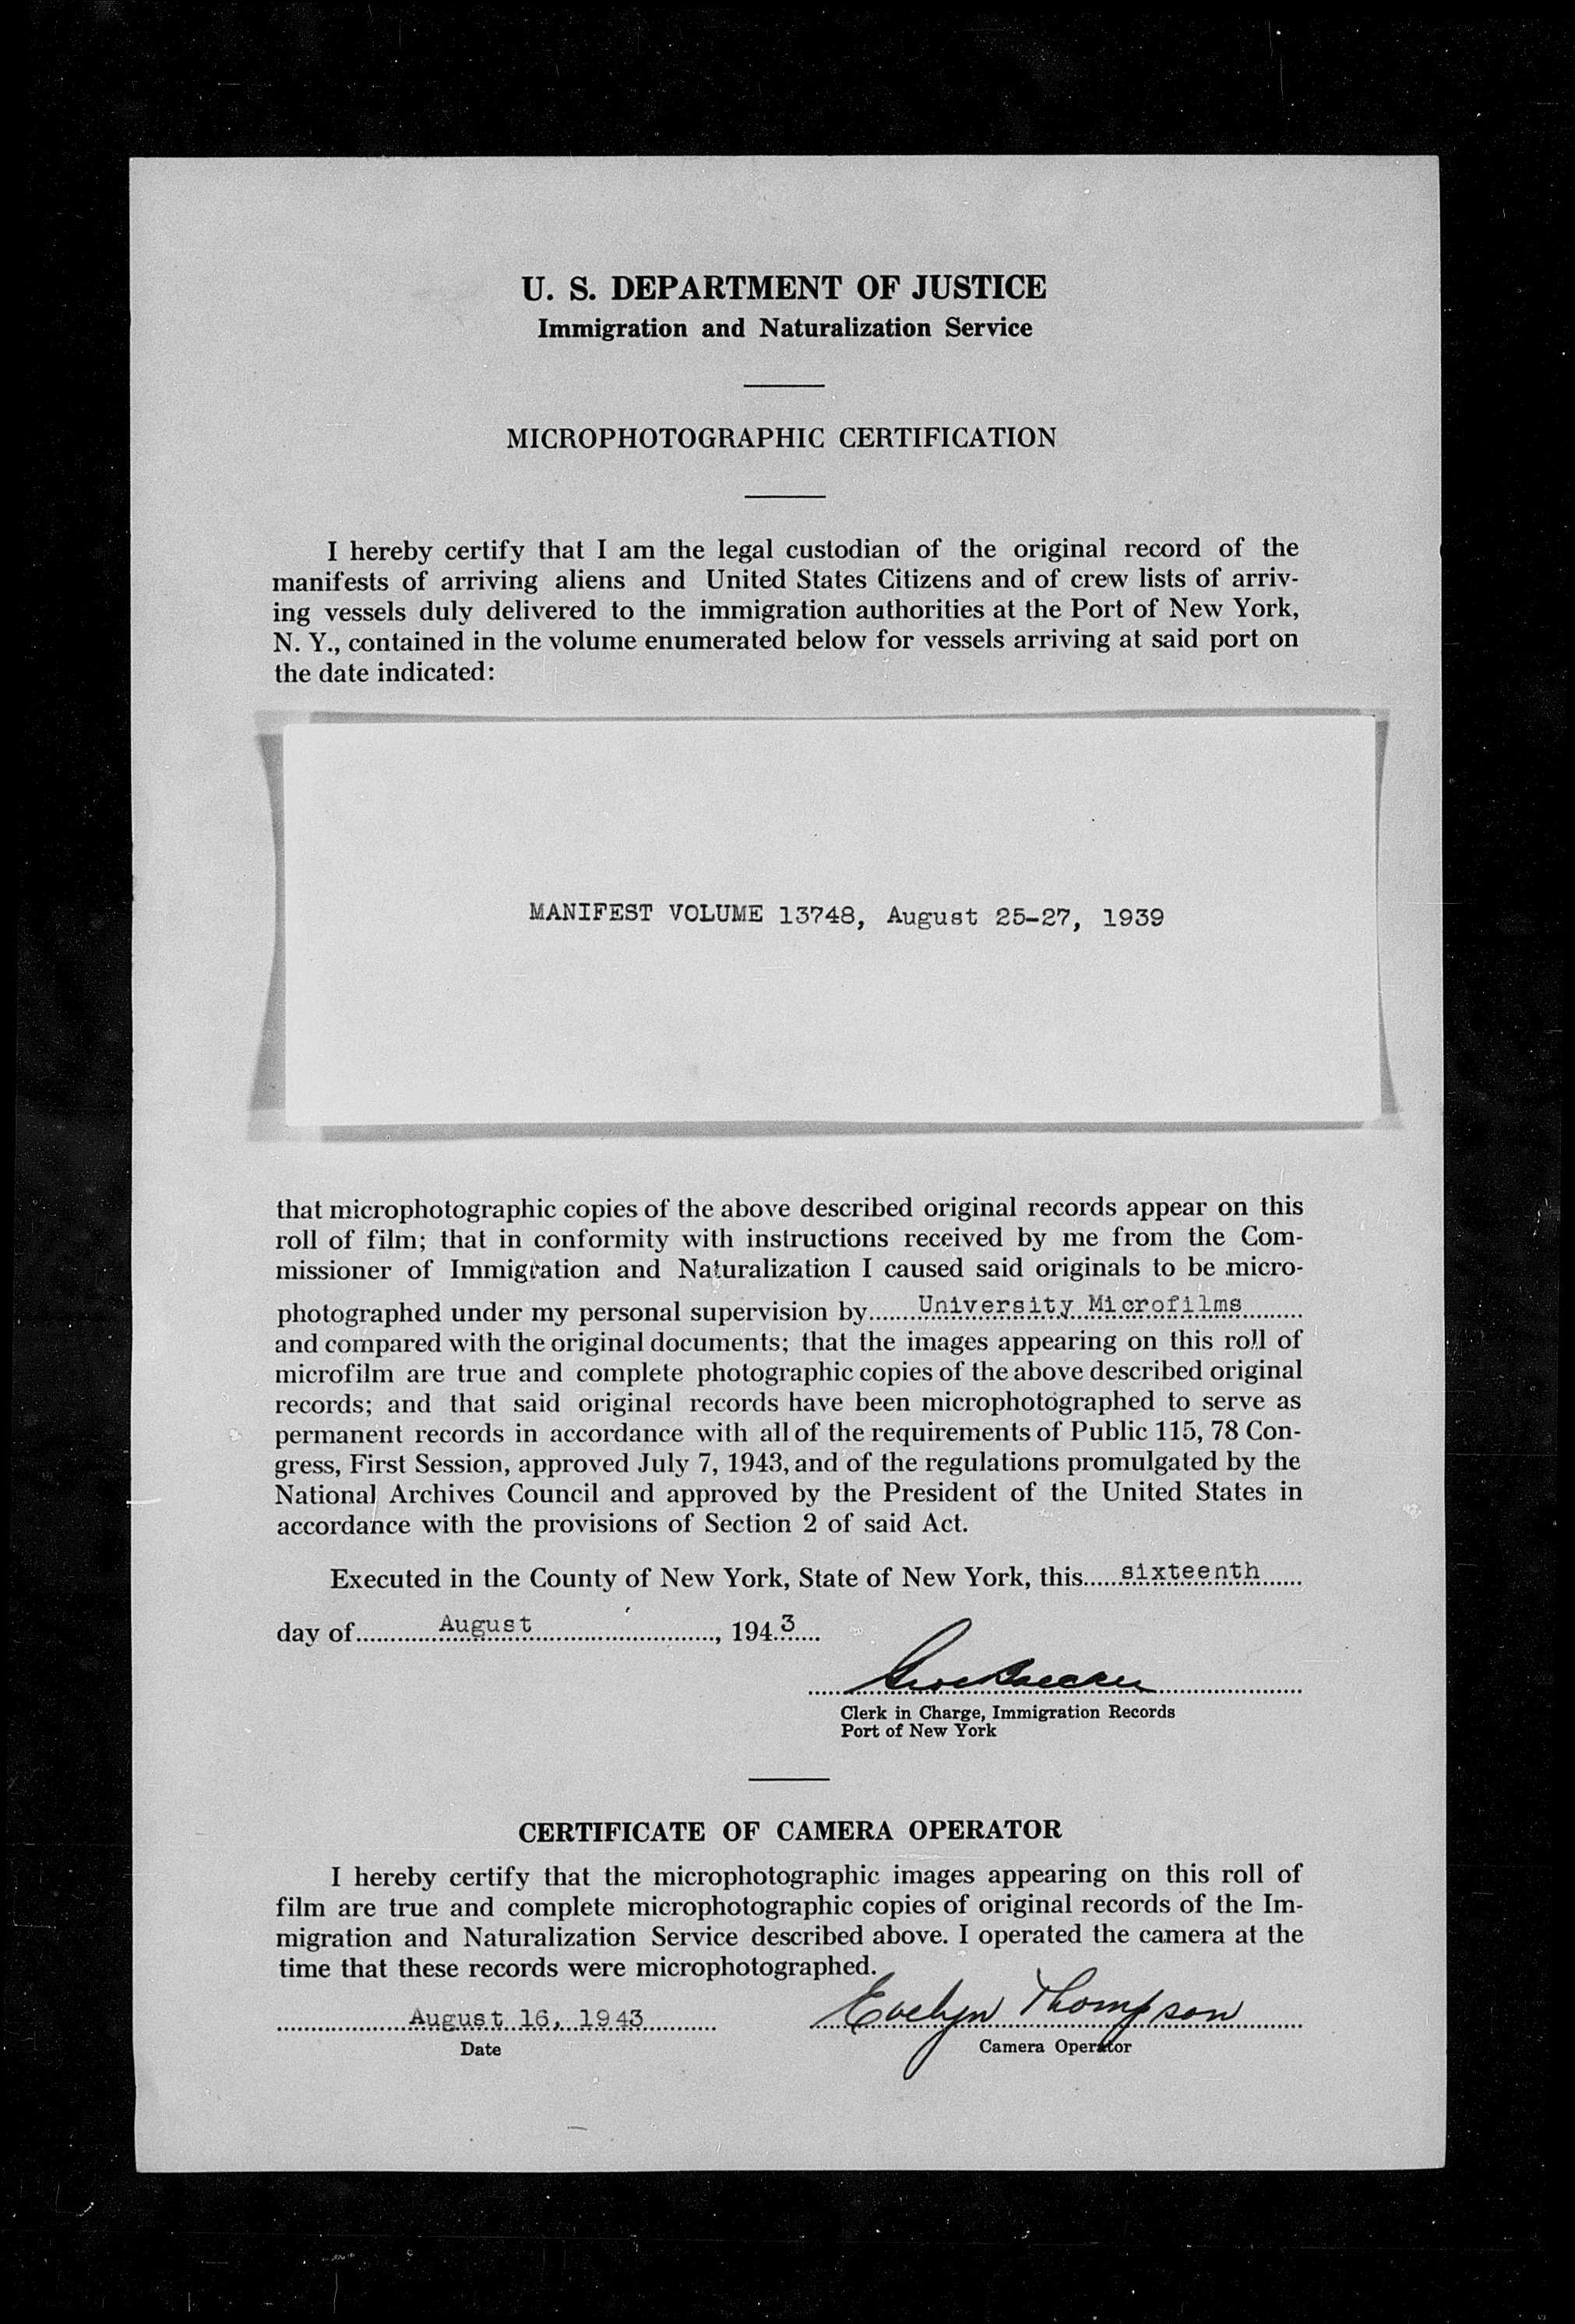 U. S. DEPARTMENT OF JUSTICE
Immigration and Naturalization Service
MICROPHOTOGRAPHIC CERTIFICATION
I hereby certify that I am the legal custodian of the original record of the
manifests of arriving aliens and United States Citizens and of crew lists of arriv-
ing vessels duly delivered to the immigration authorities at the Port of New York,
N. Y., contained in the volume enumerated below for vessels arriving at said port on
the date indicated:
MANIFEST VOLUME 13748, August 25-27, 1939
that microphotographic copies of the above described original records appear on this
roll of film; that in conformity with instructions received by me from the Com-
missioner of Immigration and Naturalization I caused said originals to be micro-
photographed under my personal supervision by University Microfilms
and compared with the original documents; that the images appearing on this roll of
microfilm are true and complete photographic copies of the above described original
records; and that said original records have been microphotographed to serve as
permanent records in accordance with all of the requirements of Public 115, 78 Con-
gress, First Session, approved July 7, 1943, and of the regulations promulgated by the
National Archives Council and approved by the President of the United States in
accordance with the provisions of Section 2 of said Act.
Executed in the County of New York, State of New York, this sixteenth
day of August, 1943
Clerk in Charge, Immigration Records
Port of New York
CERTIFICATE OF CAMERA OPERATOR
I hereby certify that the microphotographic images appearing on this roll of
film are true and complete microphotographic copies of original records of the Im-
migration and Naturalization Service described above. I operated the camera at the
time that these records were microphotographed.
August 16, 1943 Evelyn Thompson
Date Camera Operator